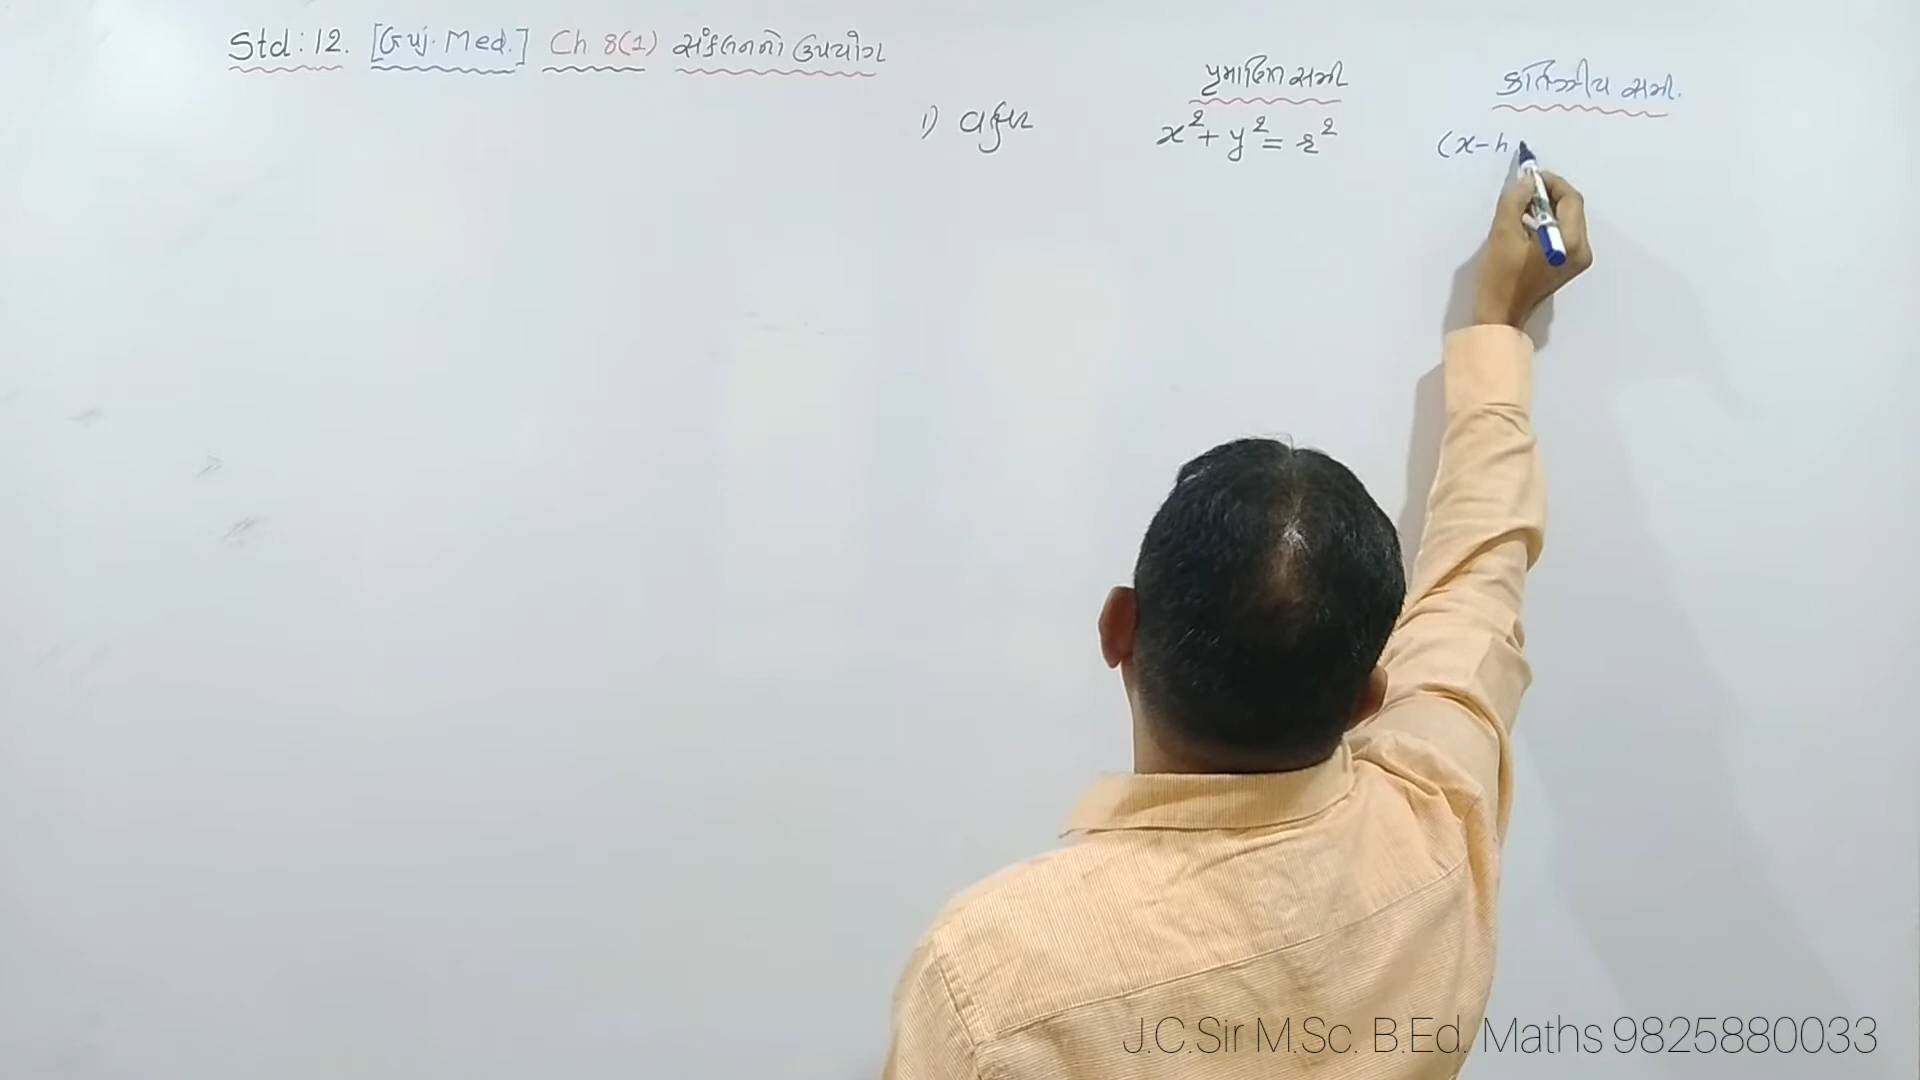 Std : 12. [Guj. Med.] Ch 8(1) સંકલનનો ઉપયોગ
પ્રમાણિત સમી
કાર્તેઝીય સમી.
1) વર્તુળ x² + y² = r² (x-h
J.C.Sir M.Sc. B.Ed. Maths 9825880033